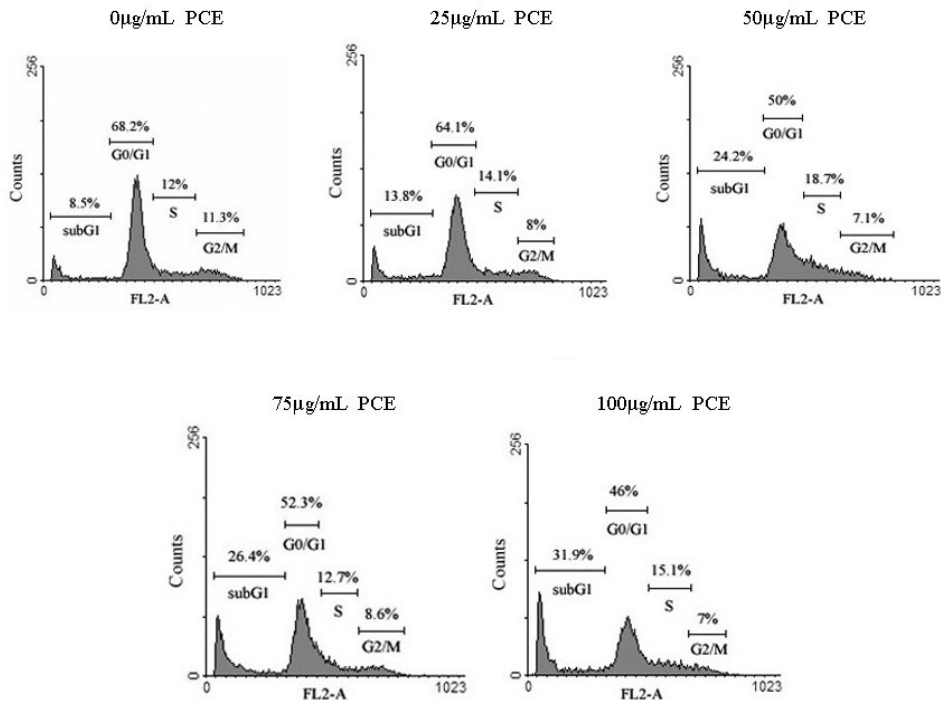 0µg/mL PCE
25µg/mL PCE
50µg/mL PCE
256
Counts
0
68.2%
G0/G1
8.5%
subG1
12%
S
11.3%
G2/M
0
FL2-A
1023
256
Counts
0
64.1%
G0/G1
13.8%
subG1
14.1%
S
8%
G2/M
0
FL2-A
1023
256
Counts
0
50%
G0/G1
24.2%
subG1
18.7%
S
7.1%
G2/M
0
FL2-A
1023
75µg/mL PCE
100µg/mL PCE
256
Counts
0
52.3%
G0/G1
26.4%
subG1
12.7%
S
8.6%
G2/M
0
FL2-A
1023
256
Counts
0
46%
G0/G1
31.9%
subG1
15.1%
S
7%
G2/M
0
FL2-A
1023